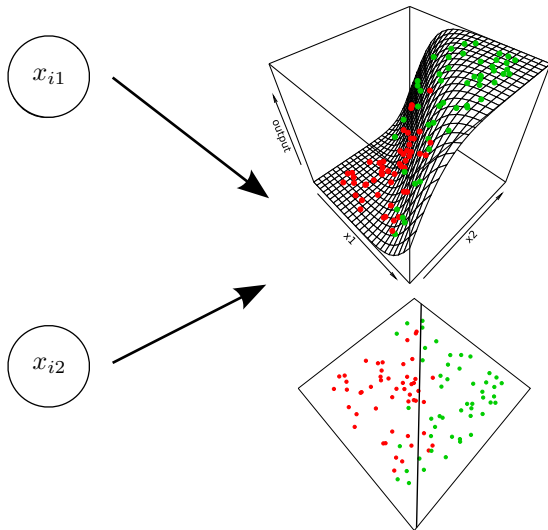 x_{i1}
output
x1
x2
x_{i2}